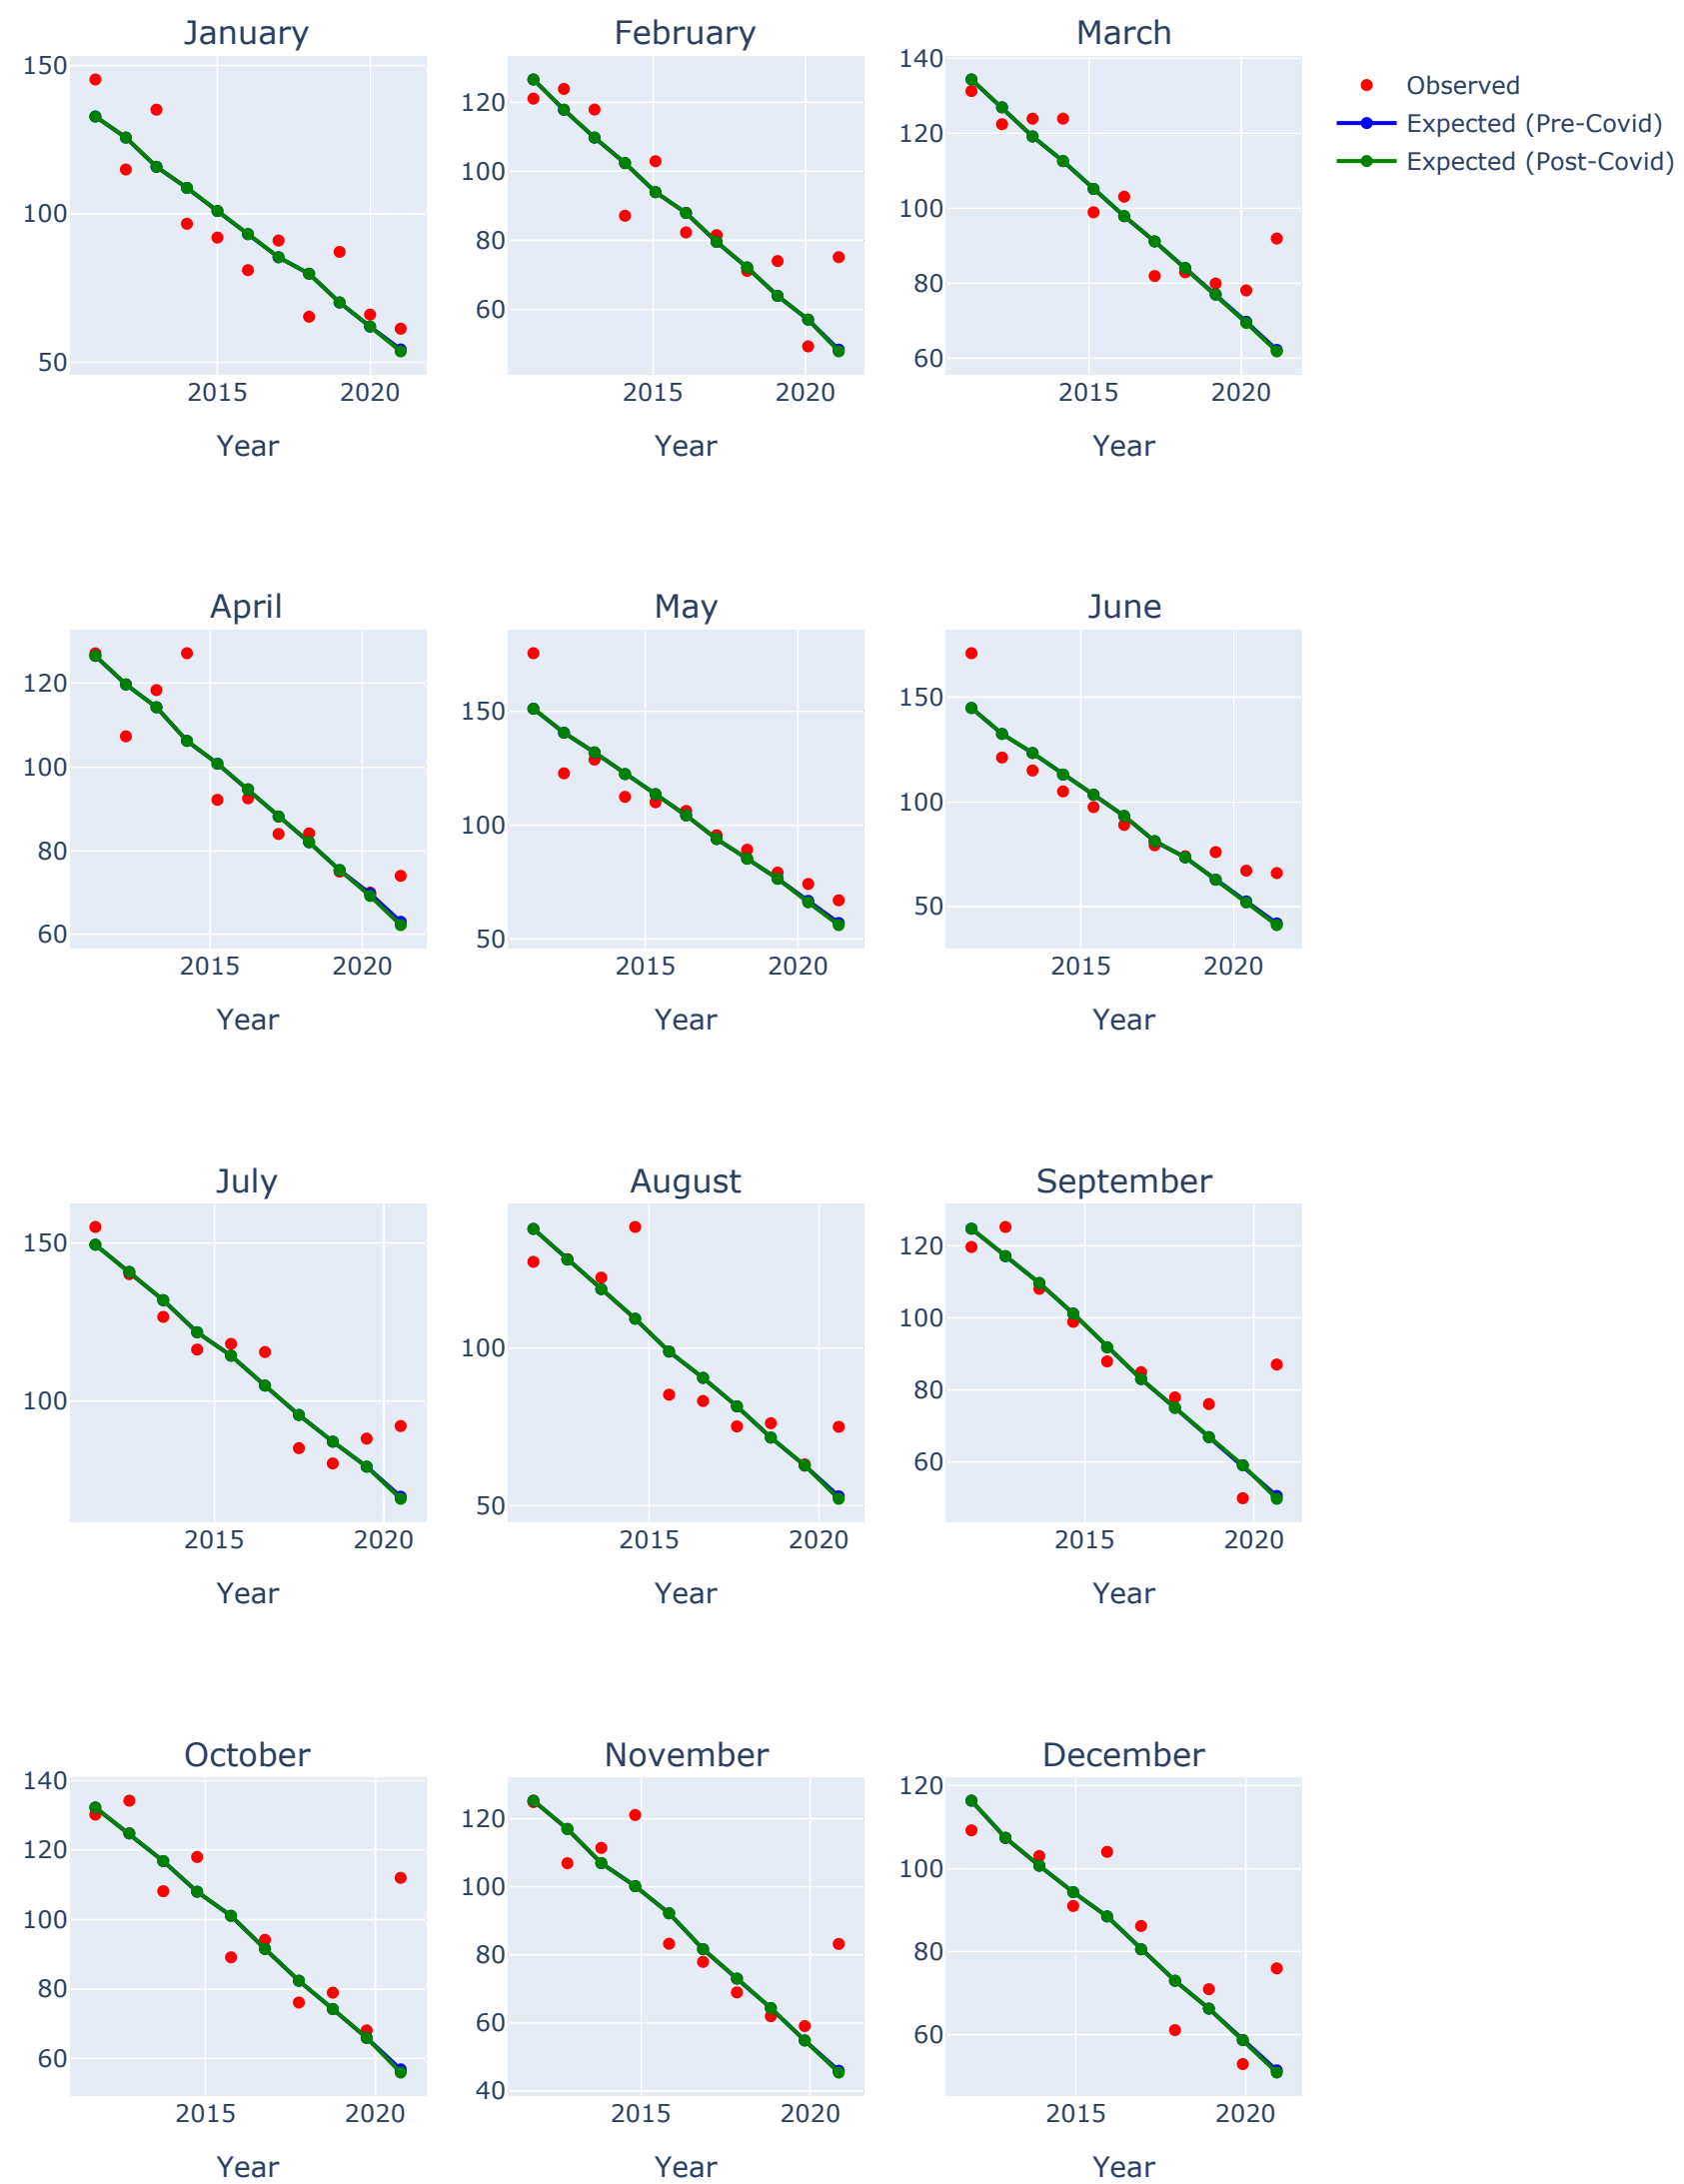 January
February
March
150
100
50
2015
2020
Year
120
100
80
60
2015
2020
Year
140
120
100
80
60
2015
2020
Year
Observed
Expected (Pre-Covid)
Expected (Post-Covid)
April
May
June
120
100
80
60
2015
2020
Year
150
100
50
2015
2020
Year
150
100
50
2015
2020
Year
July
August
September
150
100
2015
2020
Year
100
50
2015
2020
Year
120
100
80
60
2015
2020
Year
October
November
December
140
120
100
80
60
2015
2020
Year
120
100
80
60
40
2015
2020
Year
120
100
80
60
2015
2020
Year